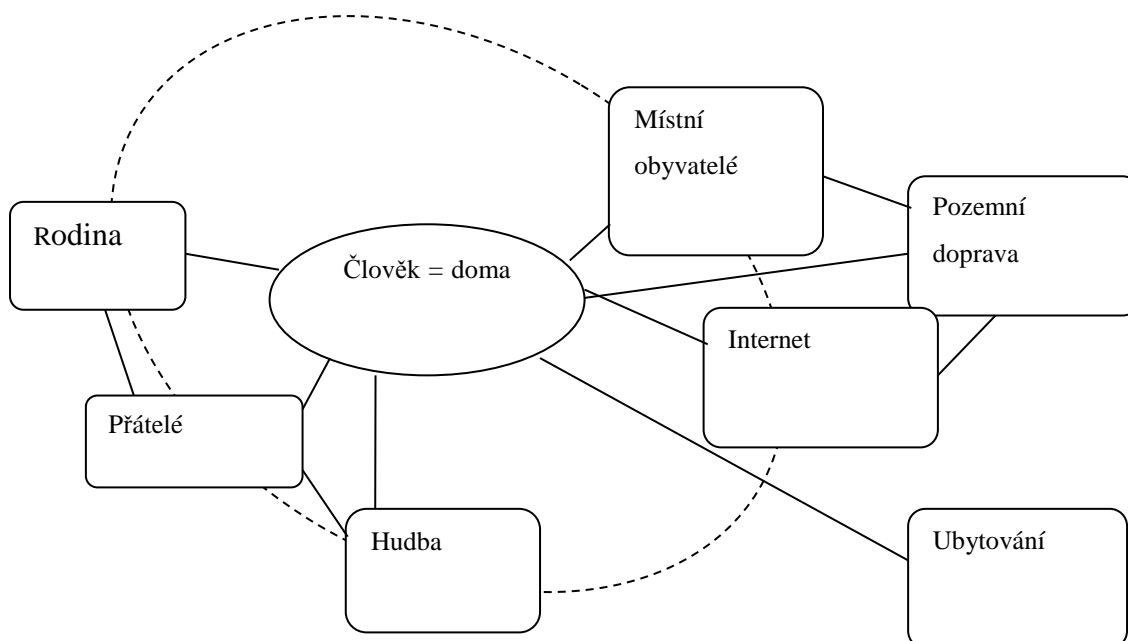 Místní
obyvatelé
Pozemní
doprava
Rodina
Člověk = doma
Internet
Přátelé
Hudba
Ubytování